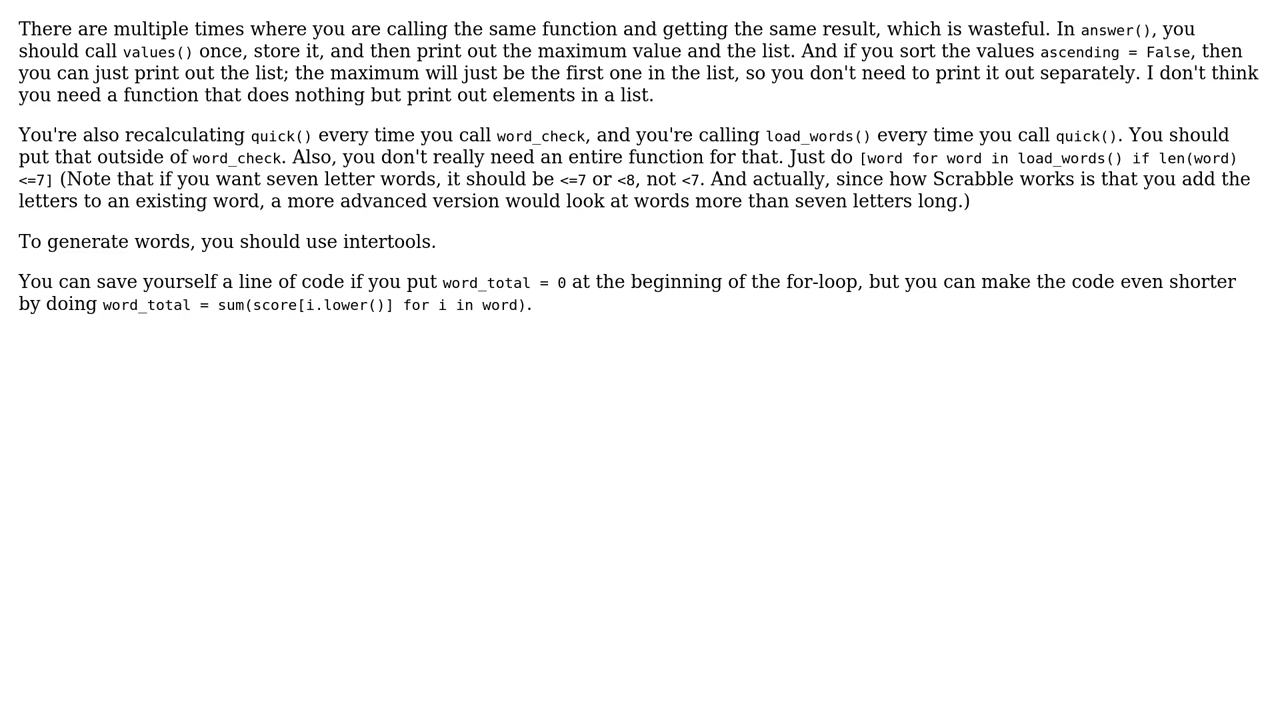 There are multiple times where you are calling the same function and getting the same result, which is wasteful. In answer(), you
should call values() once, store it, and then print out the maximum value and the list. And if you sort the values ascending = False, then
you can just print out the list; the maximum will just be the first one in the list, so you don't need to print it out separately. I don't think
you need a function that does nothing but print out elements in a list.
You're also recalculating quick() every time you call word_check, and you're calling load_words() every time you call quick(). You should
put that outside of word_check. Also, you don't really need an entire function for that. Just do [word for word in load_words() if len(word)
<=7] (Note that if you want seven letter words, it should be <=7 or <8, not <7. And actually, since how Scrabble works is that you add the
letters to an existing word, a more advanced version would look at words more than seven letters long.)
To generate words, you should use intertools.
You can save yourself a line of code if you put word_total = 0 at the beginning of the for-loop, but you can make the code even shorter
by doing word_total = sum(score[i.lower()] for i in word).